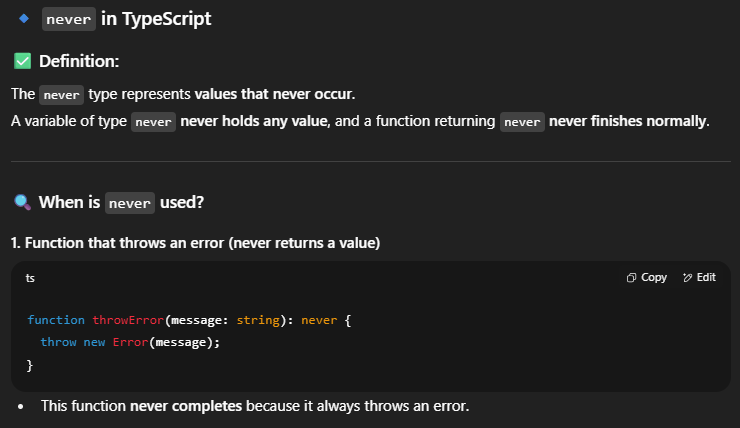 never in TypeScript
Definition:
The never type represents values that never occur.
A variable of type never never holds any value, and a function returning never never finishes normally.
When is never used?
1. Function that throws an error (never returns a value)
ts
Copy
Edit
function throwError(message: string): never {
  throw new Error(message);
}
• This function never completes because it always throws an error.